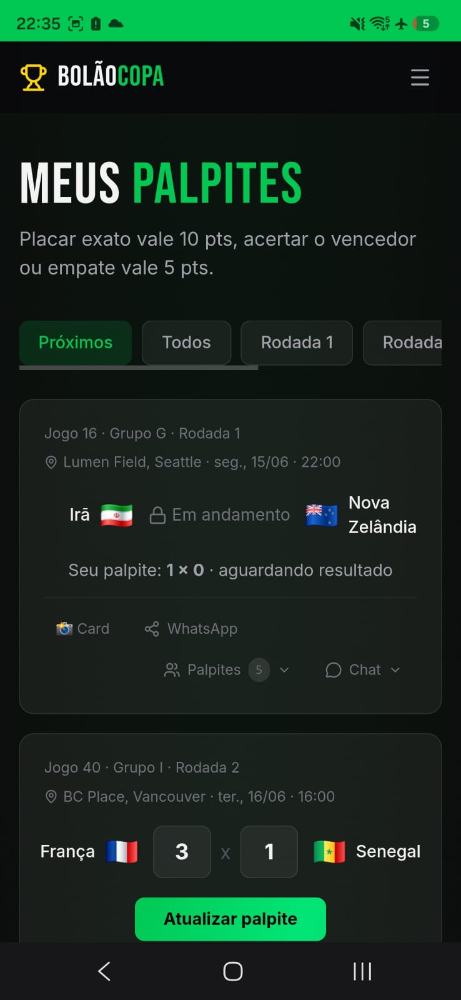 22:35
5
5
BOLÃOCOPA
MEUS PALPITES
Placar exato vale 10 pts, acertar o vencedor
ou empate vale 5 pts.
Próximos
Todos
Rodada 1
Rodada
Jogo 16 · Grupo G · Rodada 1
Lumen Field, Seattle · seg., 15/06 · 22:00
Irã
Em andamento
Nova
Zelândia
Seu palpite: 1 × 0 · aguardando resultado
Card
WhatsApp
Palpites 5
Chat
Jogo 40 · Grupo I · Rodada 2
BC Place, Vancouver · ter., 16/06 · 16:00
França
3 x 1
Senegal
Atualizar palpite